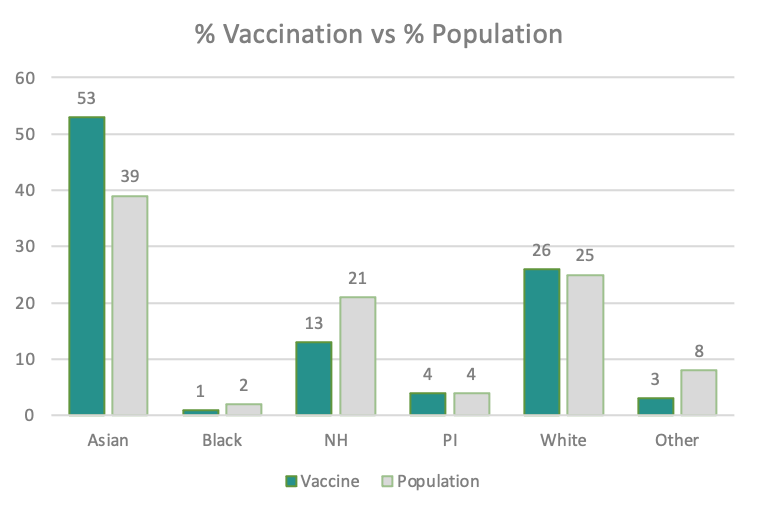 % Vaccination vs % Population
60
50
40
30
20
10
0
53
39
1
2
13
21
4
4
26
25
3
8
Asian
Black
NH
PI
White
Other
Vaccine
Population